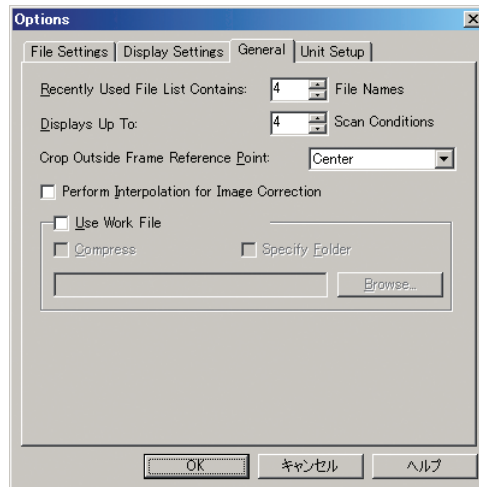 Options
File Settings Display Settings General Unit Setup
Recently Used File List Contains: 4 File Names
Displays Up To: 4 Scan Conditions
Crop Outside Frame Reference Point: Center
Perform Interpolation for Image Correction
Use Work File
Compress Specify Folder
Browse...
OK キャンセル ヘルプ